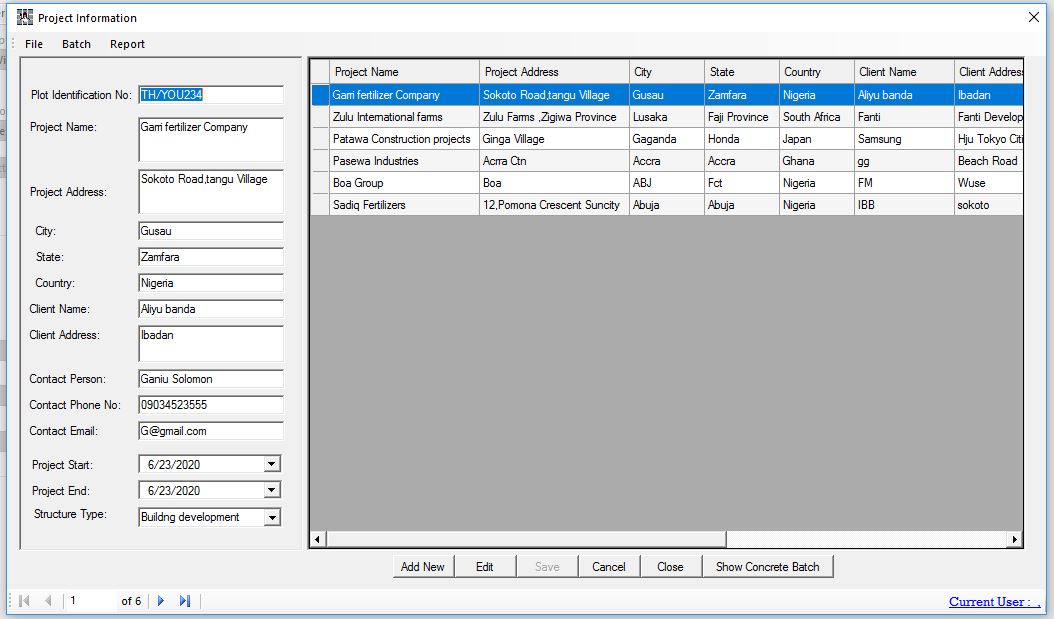 Project Information
File Batch Report
Plot Identification No: TH/YOU234
Project Name: Garri fertilizer Company
Project Address: Sokoto Road,tangu Village
City: Gusau
State: Zamfara
Country: Nigeria
Client Name: Aliyu banda
Client Address: Ibadan
Contact Person: Ganiu Solomon
Contact Phone No: 09034523555
Contact Email: G@gmail.com
Project Start: 6/23/2020
Project End: 6/23/2020
Structure Type: Buildng development
Project Name Project Address City State Country Client Name Client Address
Garri fertilizer Company Sokoto Road,tangu Village Gusau Zamfara Nigeria Aliyu banda Ibadan
Zulu International farms Zulu Farms ,Zigiwa Province Lusaka Faji Province South Africa Fanti Fanti Develop
Patawa Construction projects Ginga Village Gaganda Honda Japan Samsung Hju Tokyo Citi
Pasewa Industries Acrra Ctn Accra Accra Ghana gg Beach Road
Boa Group Boa ABJ Fct Nigeria FM Wuse
Sadiq Fertilizers 12,Pomona Crescent Suncity Abuja Abuja Nigeria IBB sokoto
Add New Edit Save Cancel Close Show Concrete Batch
1 of 6
Current User : .